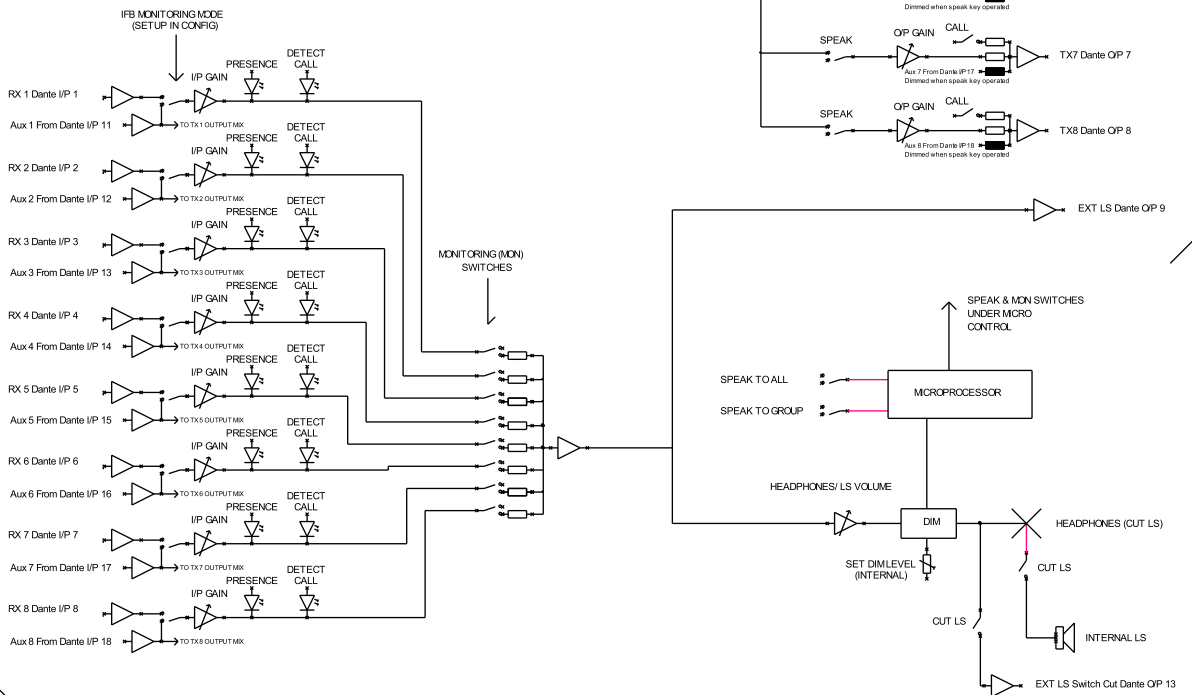 IFB MONITORING MODE
(SETUP IN CONFIG)
RX 1 Dante I/P 1
Aux 1 From Dante I/P 11
I/P GAIN
PRESENCE
DETECT
CALL
TO TX1 OUTPUT MIX
RX 2 Dante I/P 2
Aux 2 From Dante I/P 12
I/P GAIN
PRESENCE
DETECT
CALL
TO TX2 OUTPUT MIX
RX 3 Dante I/P 3
Aux 3 From Dante I/P 13
I/P GAIN
PRESENCE
DETECT
CALL
TO TX3 OUTPUT MIX
RX 4 Dante I/P 4
Aux 4 From Dante I/P 14
I/P GAIN
PRESENCE
DETECT
CALL
TO TX4 OUTPUT MIX
RX 5 Dante I/P 5
Aux 5 From Dante I/P 15
I/P GAIN
PRESENCE
DETECT
CALL
TO TX5 OUTPUT MIX
RX 6 Dante I/P 6
Aux 6 From Dante I/P 16
I/P GAIN
PRESENCE
DETECT
CALL
TO TX6 OUTPUT MIX
RX 7 Dante I/P 7
Aux 7 From Dante I/P 17
I/P GAIN
PRESENCE
DETECT
CALL
TO TX7 OUTPUT MIX
RX 8 Dante I/P 8
Aux 8 From Dante I/P 18
I/P GAIN
PRESENCE
DETECT
CALL
TO TX8 OUTPUT MIX
MONITORING (MON)
SWITCHES
Dimmed when speak key operated
SPEAK
O/P GAIN
CALL
TX7 Dante O/P 7
Aux 7 From Dante I/P17
Dimmed when speak key operated
SPEAK
O/P GAIN
CALL
TX8 Dante O/P 8
Aux 8 From Dante I/P18
Dimmed when speak key operated
EXT LS Dante O/P 9
SPEAK & MON SWITCHES
UNDER MICRO
CONTROL
SPEAK TO ALL
SPEAK TO GROUP
MICROPROCESSOR
HEADPHONES/ LS VOLUME
DIM
HEADPHONES (CUT LS)
SET DIM LEVEL
(INTERNAL)
CUT LS
CUT LS
INTERNAL LS
EXT LS Switch Cut Dante O/P 13